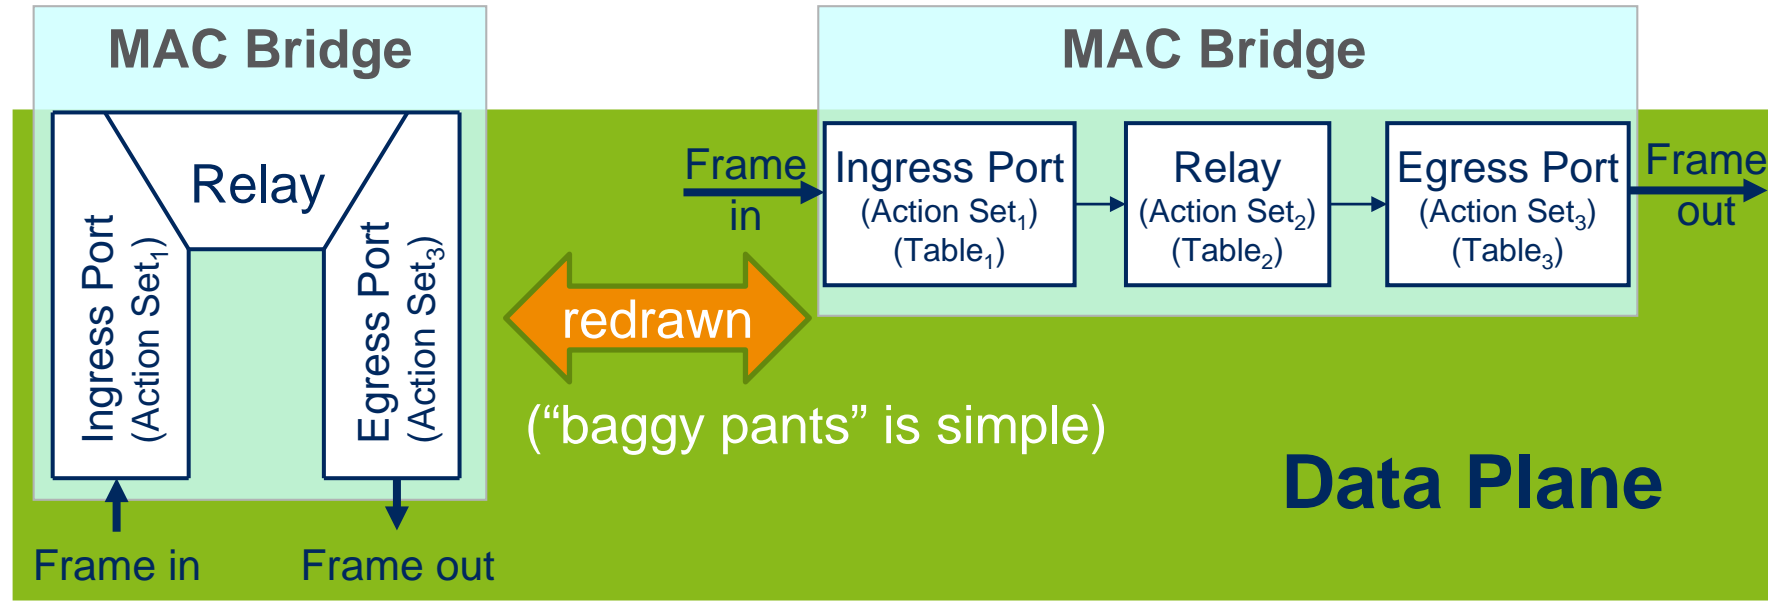 MAC Bridge
Relay
Ingress Port
(Action Set1)
Egress Port
(Action Set3)
Frame in
Frame out
redrawn
(“baggy pants” is simple)
MAC Bridge
Frame
in
Ingress Port
(Action Set1)
(Table1)
Relay
(Action Set2)
(Table2)
Egress Port
(Action Set3)
(Table3)
Frame
out
Data Plane